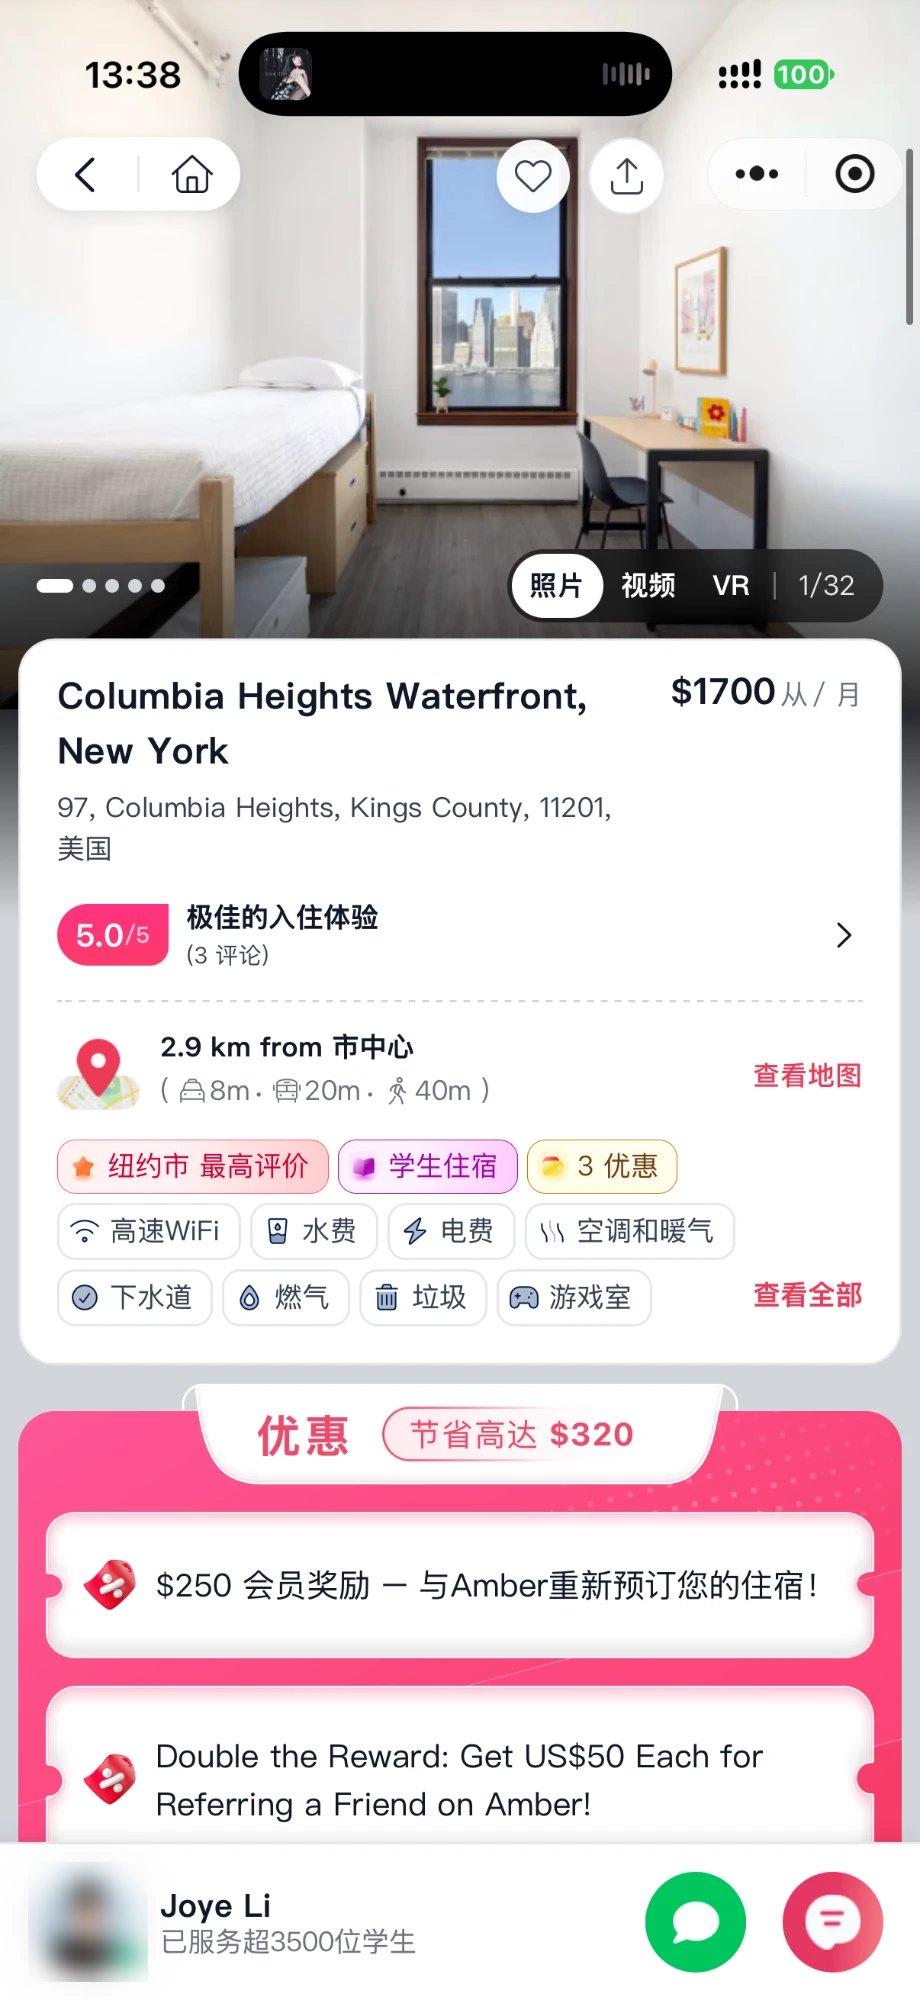 13:38
100
照片 视频 VR | 1/32
Columbia Heights Waterfront,
New York
$1700从 / 月
97, Columbia Heights, Kings County, 11201,
美国
5.0/5
极佳的入住体验
(3 评论)
2.9 km from 市中心
( 8m · 20m · 40m )
查看地图
纽约市 最高评价
学生住宿
3 优惠
高速WiFi
水费
电费
空调和暖气
下水道
燃气
垃圾
游戏室
查看全部
优惠
节省高达 $320
$250 会员奖励 — 与Amber重新预订您的住宿!
Double the Reward: Get US$50 Each for
Referring a Friend on Amber!
Joye Li
已服务超3500位学生